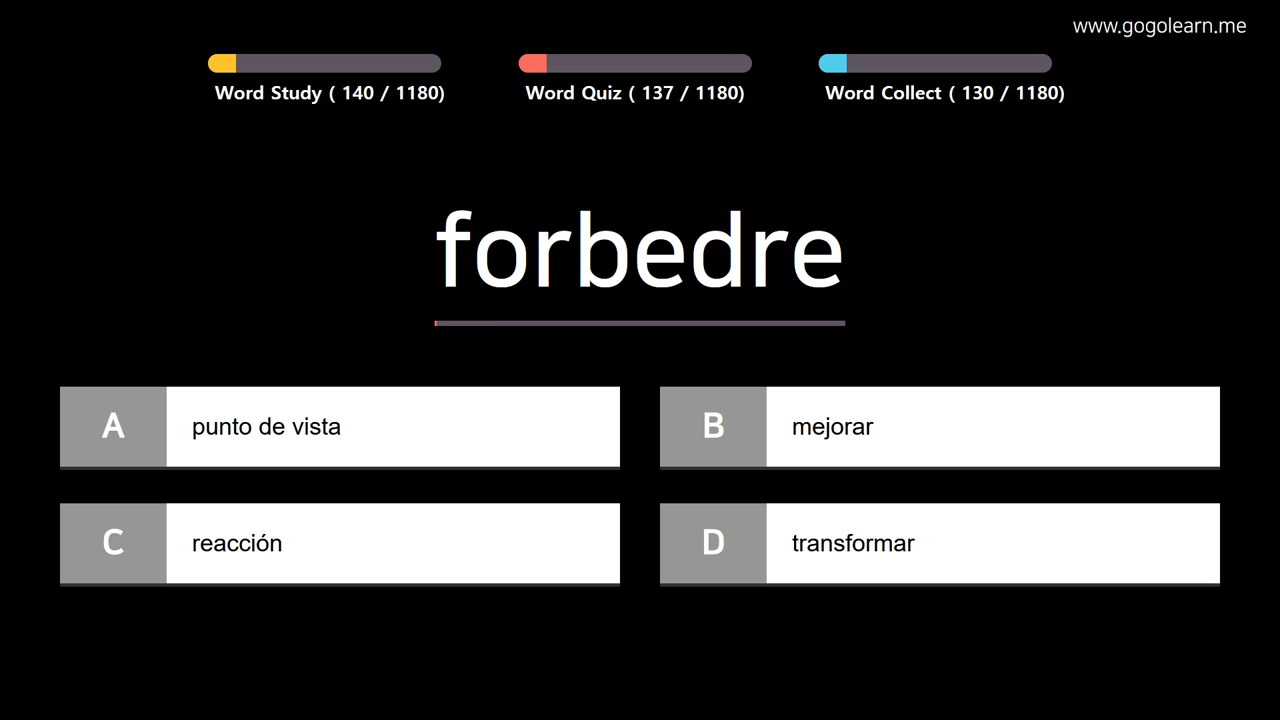 www.gogolearn.me
Word Study ( 140 / 1180)
Word Quiz ( 137 / 1180)
Word Collect ( 130 / 1180)
forbedre
A punto de vista
B mejorar
C reacción
D transformar